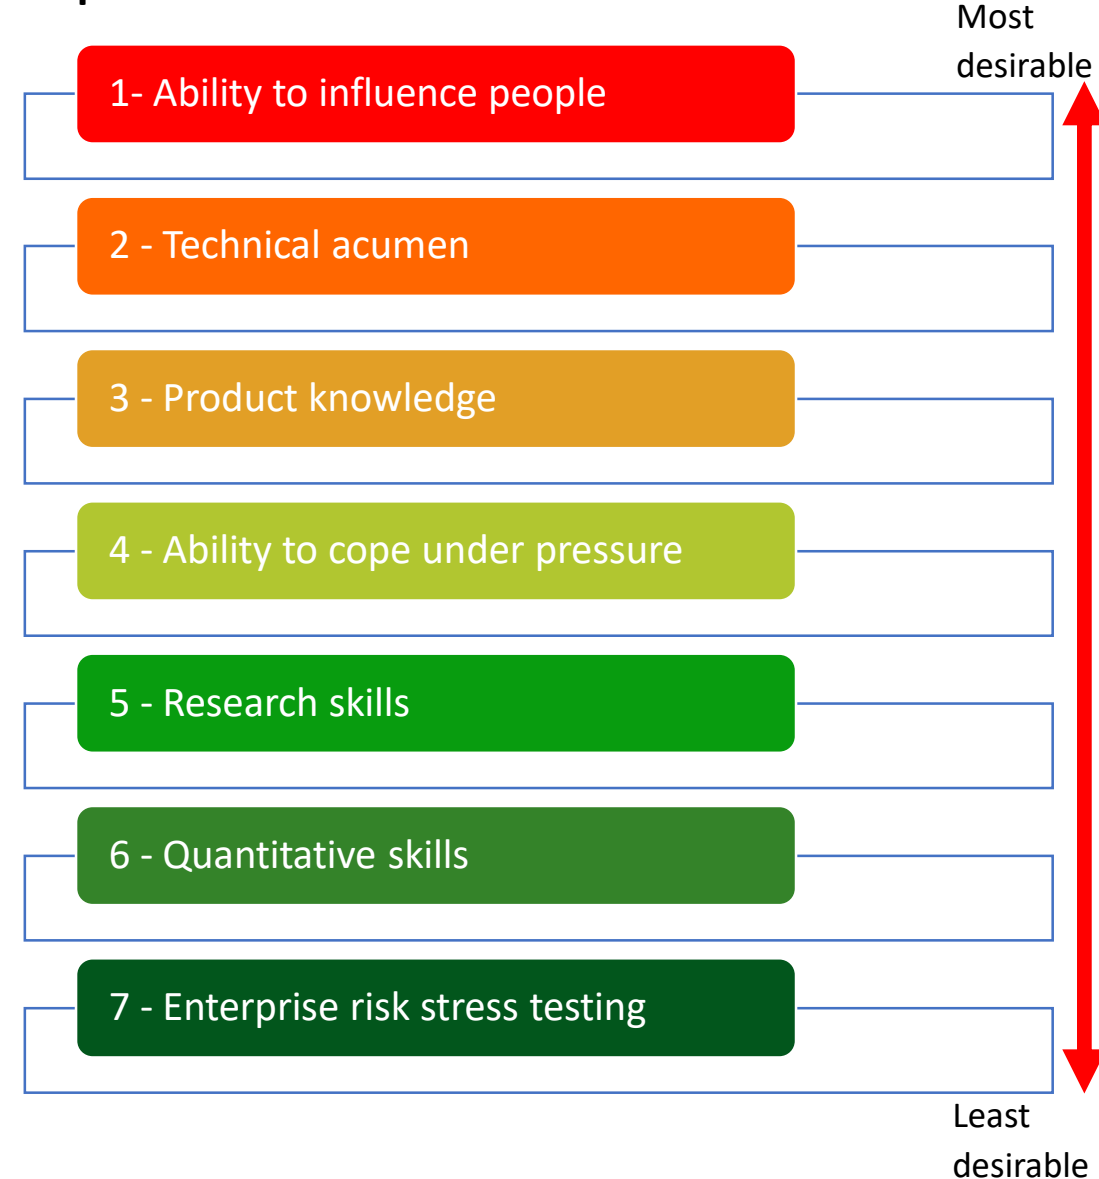 Most
desirable
1- Ability to influence people
2 - Technical acumen
3 - Product knowledge
4 - Ability to cope under pressure
5 - Research skills
6 - Quantitative skills
7 - Enterprise risk stress testing
Least
desirable